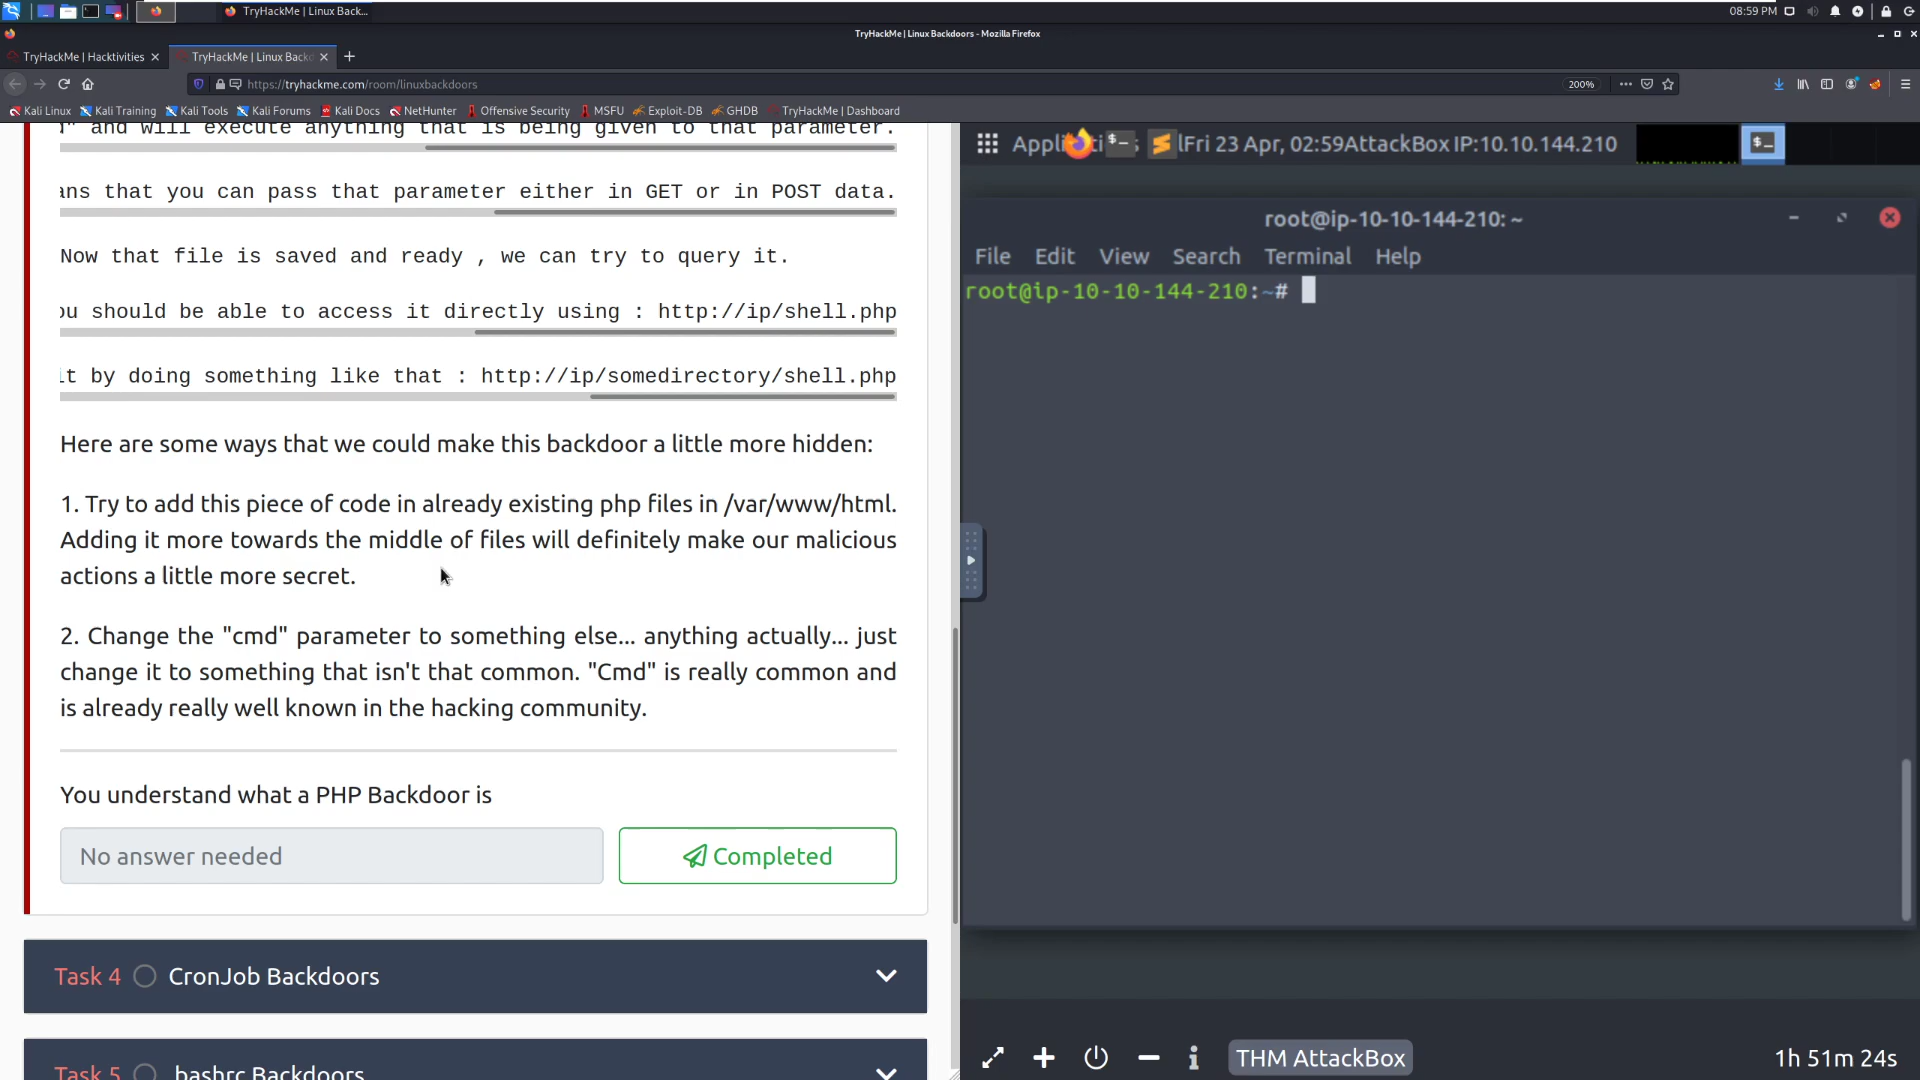 TryHackMe | Linux Back...
08:59 PM
TryHackMe | Linux Backdoors - Mozilla Firefox
TryHackMe | Hacktivities
TryHackMe | Linux Backd
https://tryhackme.com/room/linuxbackdoors
200%
Kali Linux
Kali Training
Kali Tools
Kali Forums
Kali Docs
NetHunter
Offensive Security
MSFU
Exploit-DB
GHDB
TryHackMe | Dashboard
" and will execute anything that is being given to that parameter.
ans that you can pass that parameter either in GET or in POST data.
Now that file is saved and ready , we can try to query it.
ou should be able to access it directly using : http://ip/shell.php
it by doing something like that : http://ip/somedirectory/shell.php
Here are some ways that we could make this backdoor a little more hidden:
1. Try to add this piece of code in already existing php files in /var/www/html.
Adding it more towards the middle of files will definitely make our malicious
actions a little more secret.
2. Change the "cmd" parameter to something else... anything actually... just
change it to something that isn't that common. "Cmd" is really common and
is already really well known in the hacking community.
You understand what a PHP Backdoor is
No answer needed
Completed
Task 4 CronJob Backdoors
Task 5 bashrc Backdoors
Fri 23 Apr, 02:59 AttackBox IP:10.10.144.210
root@ip-10-10-144-210: ~
File Edit View Search Terminal Help
root@ip-10-10-144-210:~#
THM AttackBox
1h 51m 24s